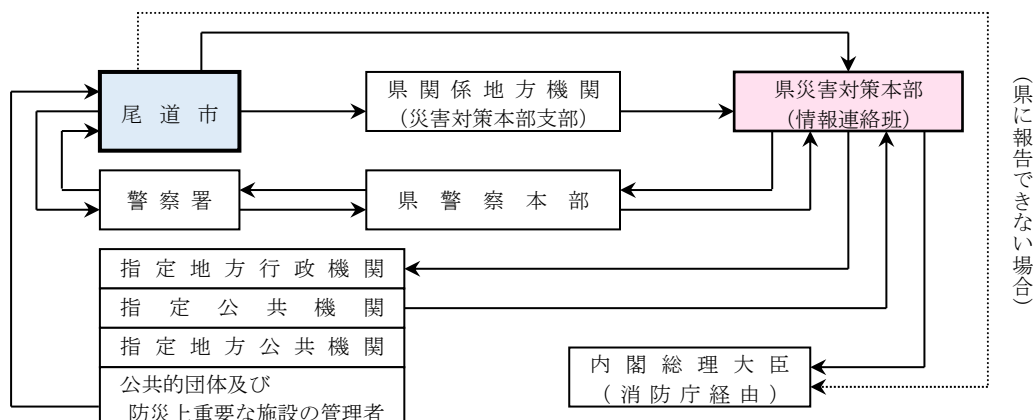 尾道市
県関係地方機関
（災害対策本部支部）
県災害対策本部
（情報連絡班）
（県に報告できない場合）
警察署
県警察本部
指定地方行政機関
指定公共機関
指定地方公共機関
公共的団体及び
防災上重要な施設の管理者
内閣総理大臣
（消防庁経由）